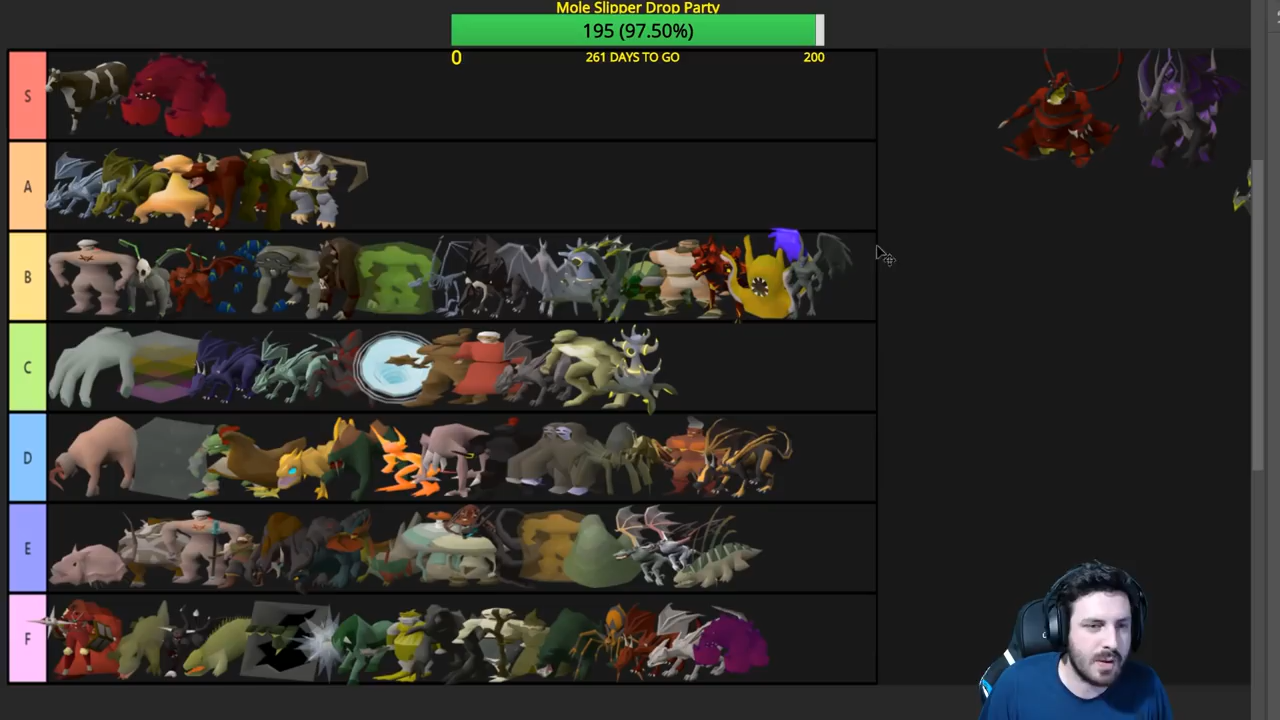 Mole Slipper Drop Party
195 (97.50%)
0 261 DAYS TO GO 200
S
A
B
C
D
E
F